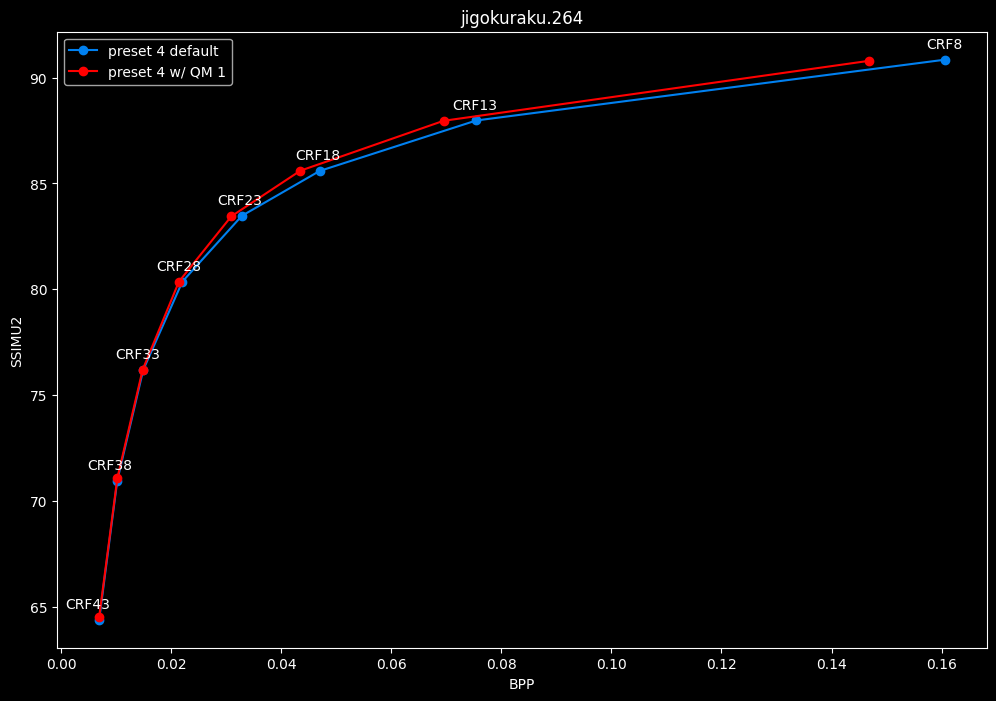 jigokuraku.264
preset 4 default
preset 4 w/ QM 1
CRF8
CRF13
CRF18
CRF23
CRF28
CRF33
CRF38
CRF43
90
85
80
75
70
65
SSIMU2
0.00 0.02 0.04 0.06 0.08 0.10 0.12 0.14 0.16
BPP